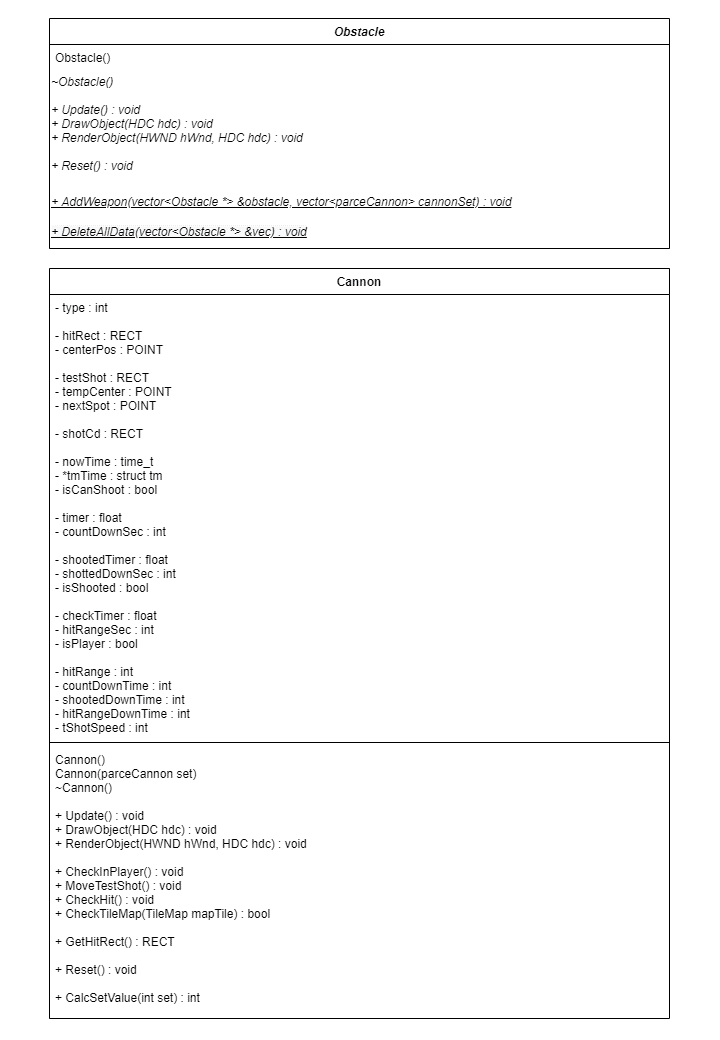 Obstacle
Obstacle()
~Obstacle()
+ Update() : void
+ DrawObject(HDC hdc) : void
+ RenderObject(HWND hWnd, HDC hdc) : void
+ Reset() : void
+ AddWeapon(vector<Obstacle *> &obstacle, vector<parceCannon> cannonSet) : void
+ DeleteAllData(vector<Obstacle *> &vec) : void
Cannon
- type : int
- hitRect : RECT
- centerPos : POINT
- testShot : RECT
- tempCenter : POINT
- nextSpot : POINT
- shotCd : RECT
- nowTime : time_t
- *tmTime : struct tm
- isCanShoot : bool
- timer : float
- countDownSec : int
- shootedTimer : float
- shottedDownSec : int
- isShooted : bool
- checkTimer : float
- hitRangeSec : int
- isPlayer : bool
- hitRange : int
- countDownTime : int
- shootedDownTime : int
- hitRangeDownTime : int
- tShotSpeed : int
Cannon()
Cannon(parceCannon set)
~Cannon()
+ Update() : void
+ DrawObject(HDC hdc) : void
+ RenderObject(HWND hWnd, HDC hdc) : void
+ CheckInPlayer() : void
+ MoveTestShot() : void
+ CheckHit() : void
+ CheckTileMap(TileMap mapTile) : bool
+ GetHitRect() : RECT
+ Reset() : void
+ CalcSetValue(int set) : int